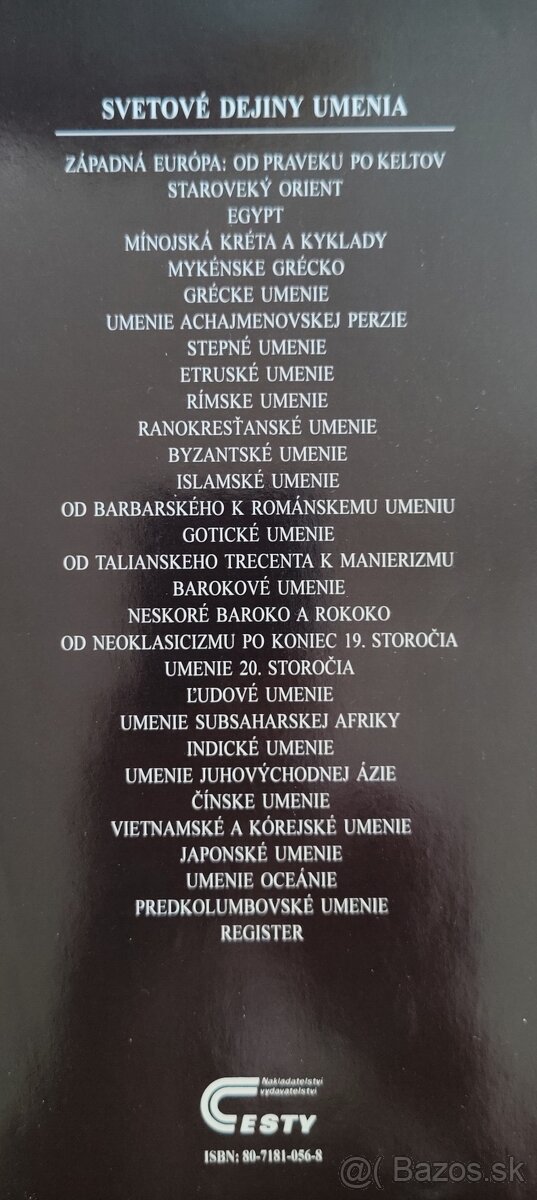 SVETOVÉ DEJINY UMENIA
ZÁPADNÁ EURÓPA: OD PRAVEKU PO KELTOV
STAROVEKÝ ORIENT
EGYPT
MÍNOJSKÁ KRÉTA A KYKLADY
MYKÉNSKE GRÉCKO
GRÉCKE UMENIE
UMENIE ACHAJMENOVSKEJ PERZIE
STEPNÉ UMENIE
ETRUSKÉ UMENIE
RÍMSKE UMENIE
RANOKRESŤANSKÉ UMENIE
BYZANTSKÉ UMENIE
ISLAMSKÉ UMENIE
OD BARBARSKÉHO K ROMÁNSKEMU UMENIU
GOTICKÉ UMENIE
OD TALIANSKEHO TRECENTA K MANIERIZMU
BAROKOVÉ UMENIE
NESKORÉ BAROKO A ROKOKO
OD NEOKLASICIZMU PO KONIEC 19. STOROČIA
UMENIE 20. STOROČIA
ĽUDOVÉ UMENIE
UMENIE SUBSAHARSKEJ AFRIKY
INDICKÉ UMENIE
UMENIE JUHOVÝCHODNEJ ÁZIE
ČÍNSKE UMENIE
VIETNAMSKÉ A KÓREJSKÉ UMENIE
JAPONSKÉ UMENIE
UMENIE OCEÁNIE
PREDKOLUMBOVSKÉ UMENIE
REGISTER
Nakladatelství
vydavatelství
CESTY
ISBN: 80-7181-056-8
@( Bazos.sk